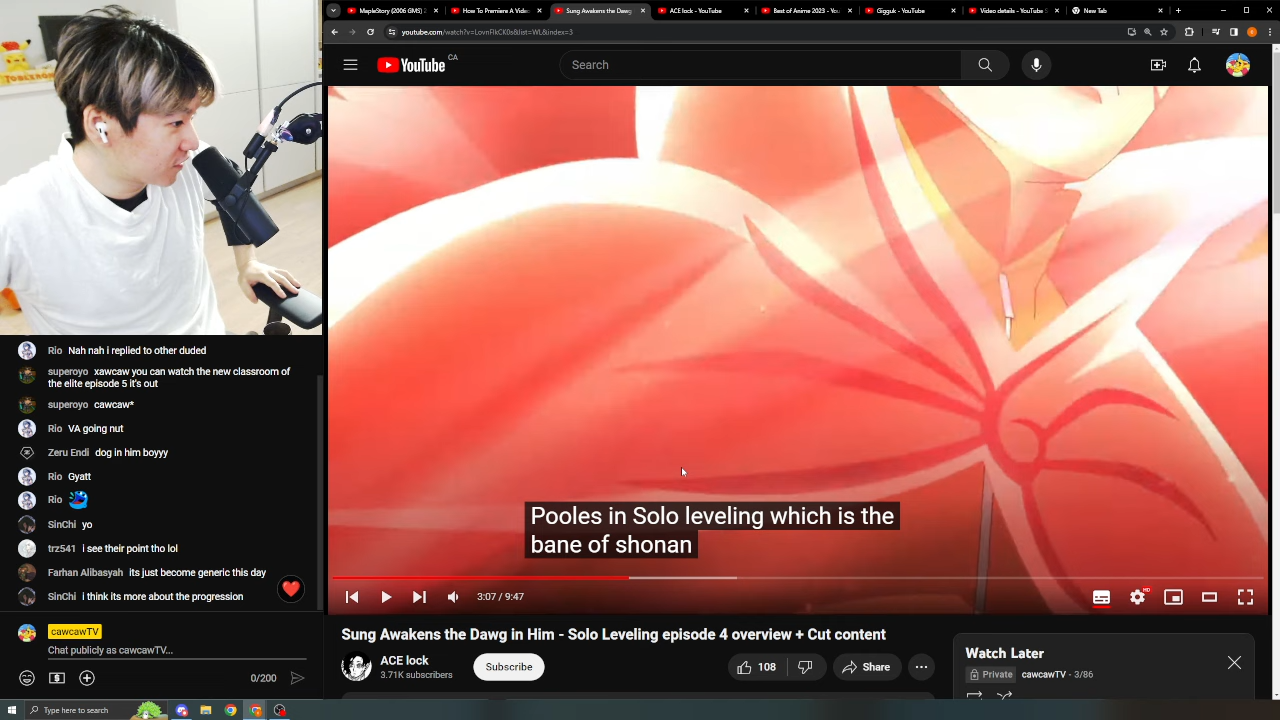 MapleStory (2006 GMS) 2
How To Premiere A Vide
Sung Awakens the Dawg
ACE lock - YouTube
Best of Anime 2023 - You
Gigguk - YouTube
Video details - YouTube S
New Tab
youtube.com/watch?v=LovnFIkCK0s&list=WL&index=3
YouTube CA
Search
Rio Nah nah i replied to other duded
superoyo xawcaw you can watch the new classroom of
the elite episode 5 it's out
superoyo cawcaw*
Rio VA going nut
Zeru Endi dog in him boyyy
Rio Gyatt
Rio
SinChi yo
trz541 i see their point tho lol
Farhan Alibasyah its just become generic this day
SinChi i think its more about the progression
cawcawTV
Chat publicly as cawcawTV...
0/200
Pooles in Solo leveling which is the
bane of shonan
3:07 / 9:47
HD
Sung Awakens the Dawg in Him - Solo Leveling episode 4 overview + Cut content
ACE lock
3.71K subscribers
Subscribe
108
Share
Watch Later
Private cawcawTV - 3/86
Type here to search